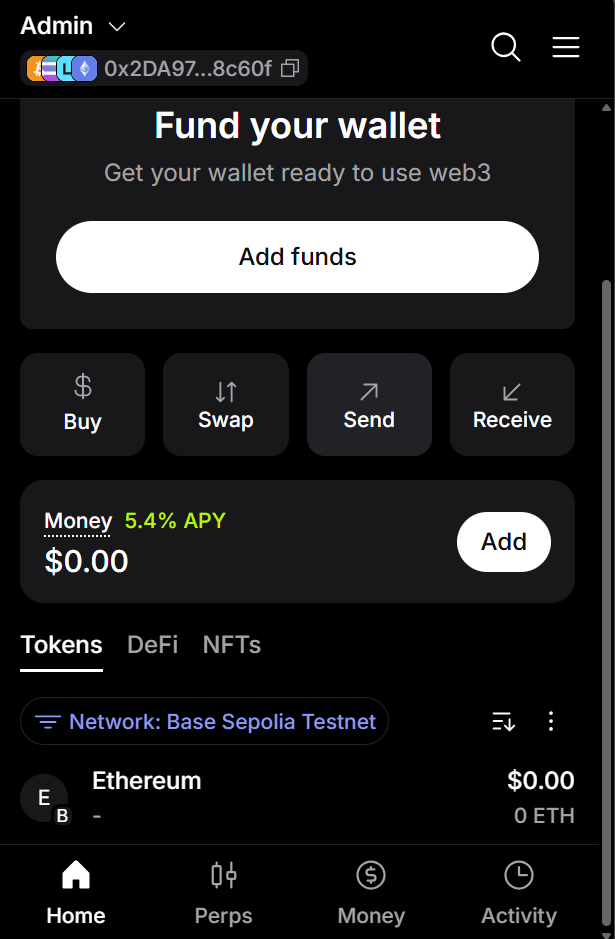 Admin
0x2DA97...8c60f
Fund your wallet
Get your wallet ready to use web3
Add funds
$
Buy
Swap
Send
Receive
Money 5.4% APY
$0.00
Add
Tokens DeFi NFTs
Network: Base Sepolia Testnet
E
B
Ethereum
$0.00
-
0 ETH
Home
Perps
Money
Activity